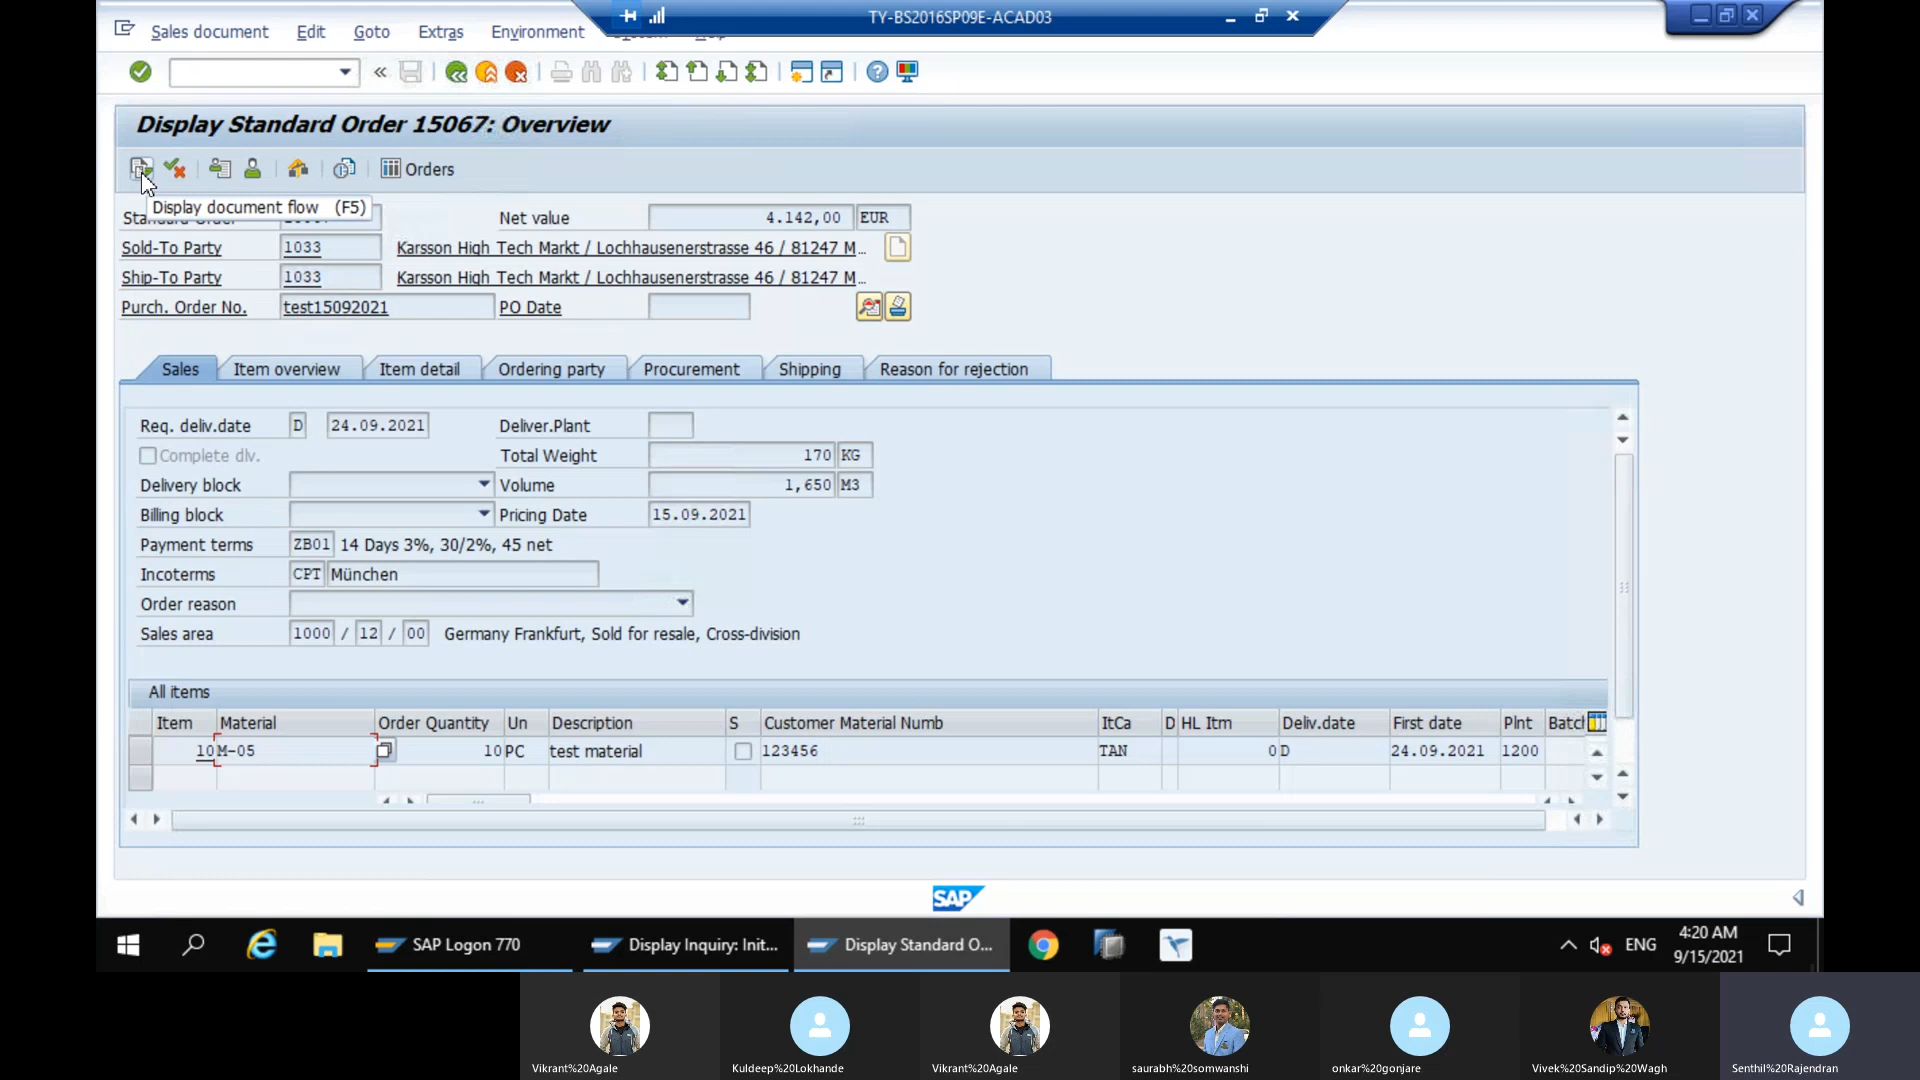 TY-BS2016SP09E-ACAD03
Sales document Edit Goto Extras Environment
Display Standard Order 15067: Overview
Orders
Display document flow (F5)
Net value 4.142,00 EUR
Sold-To Party 1033 Karsson High Tech Markt / Lochhausenerstrasse 46 / 81247 M...
Ship-To Party 1033 Karsson High Tech Markt / Lochhausenerstrasse 46 / 81247 M...
Purch. Order No. test15092021 PO Date
Sales Item overview Item detail Ordering party Procurement Shipping Reason for rejection
Req. deliv.date D 24.09.2021 Deliver.Plant
Complete dlv. Total Weight 170 KG
Delivery block Volume 1,650 M3
Billing block Pricing Date 15.09.2021
Payment terms ZB01 14 Days 3%, 30/2%, 45 net
Incoterms CPT München
Order reason
Sales area 1000 / 12 / 00 Germany Frankfurt, Sold for resale, Cross-division
All items
Item Material Order Quantity Un Description S Customer Material Numb ItCa D HL Itm Deliv.date First date Plnt Batch
10 M-05 10 PC test material 123456 TAN 0 D 24.09.2021 1200
SAP
SAP Logon 770 Display Inquiry: Init... Display Standard O... ENG 4:20 AM
9/15/2021
Vikrant%20Agale Kuldeep%20Lokhande Vikrant%20Agale saurabh%20somwanshi onkar%20gonjare Vivek%20Sandip%20Wagh Senthil%20Rajendran